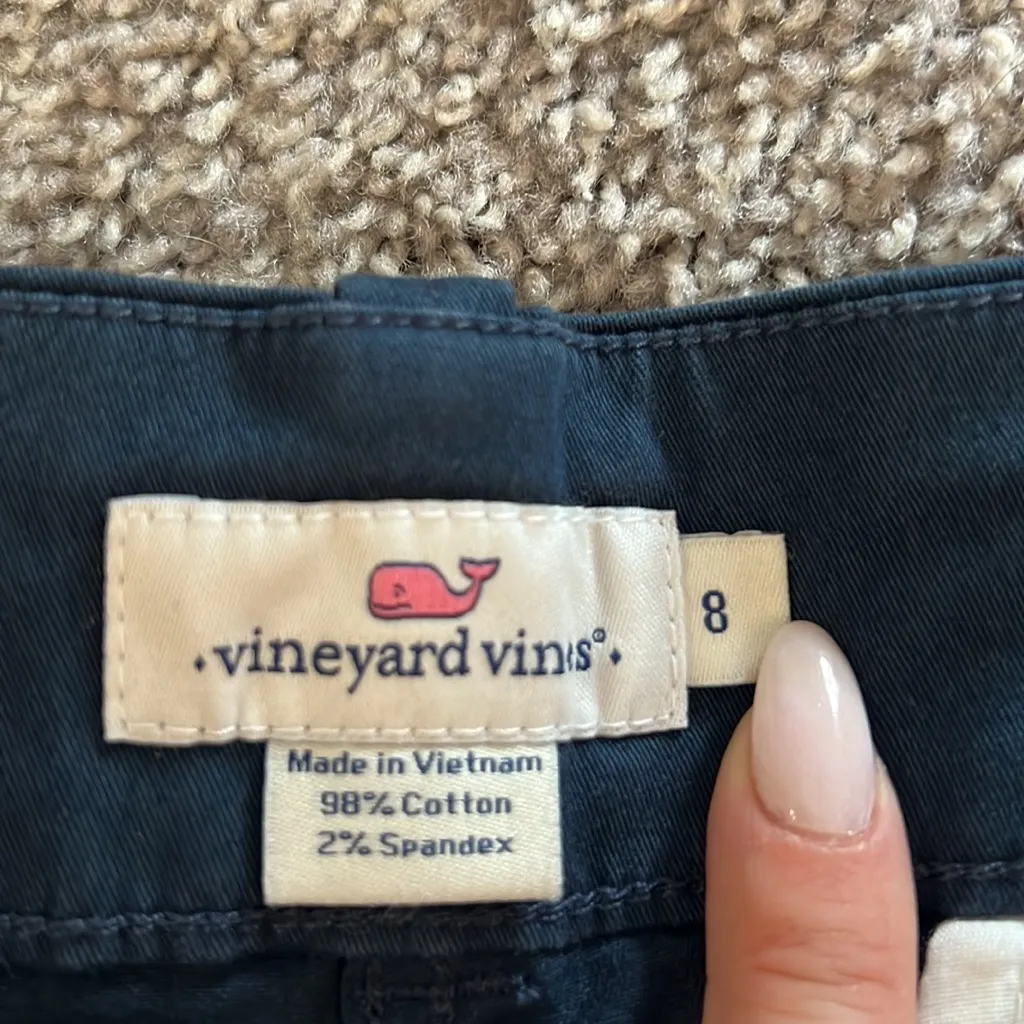 ·vineyard vines®·
8
Made in Vietnam
98% Cotton
2% Spandex